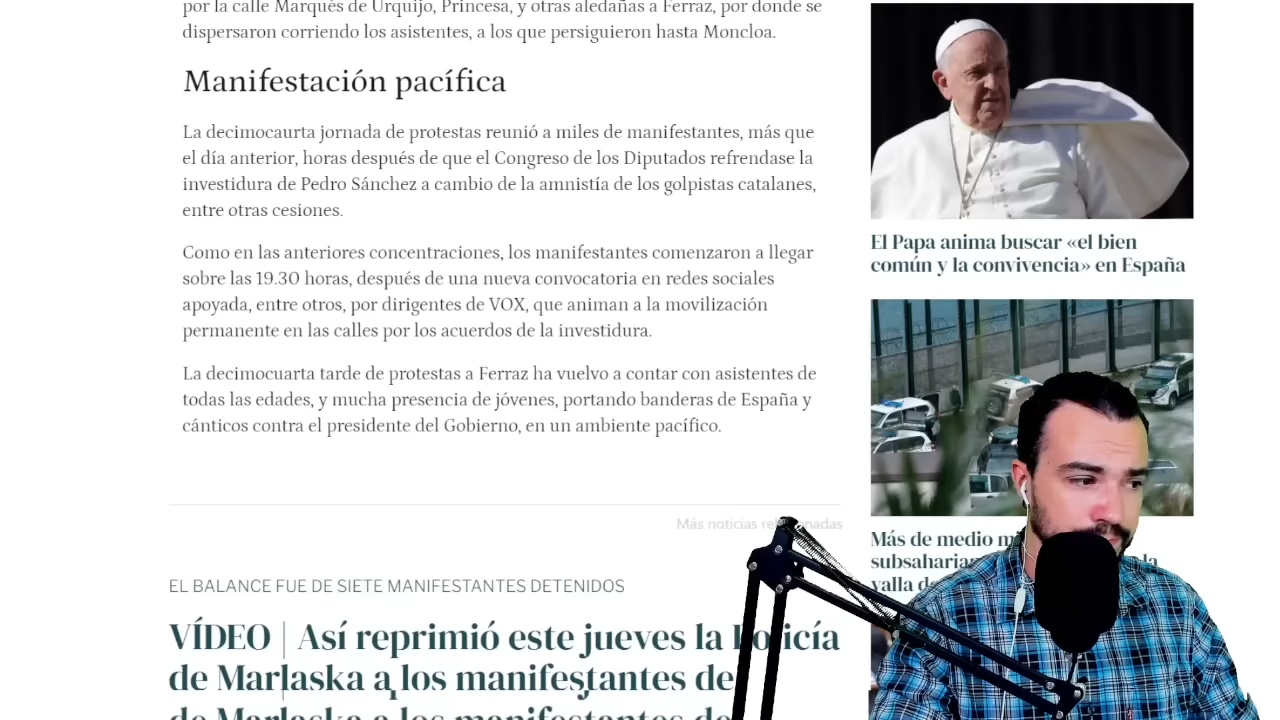 por la calle Marqués de Urquijo, Princesa, y otras aledañas a Ferraz, por donde se
dispersaron corriendo los asistentes, a los que persiguieron hasta Moncloa.
Manifestación pacífica
La decimocaurta jornada de protestas reunió a miles de manifestantes, más que
el día anterior, horas después de que el Congreso de los Diputados refrendase la
investidura de Pedro Sánchez a cambio de la amnistía de los golpistas catalanes,
entre otras cesiones.
Como en las anteriores concentraciones, los manifestantes comenzaron a llegar
sobre las 19.30 horas, después de una nueva convocatoria en redes sociales
apoyada, entre otros, por dirigentes de VOX, que animan a la movilización
permanente en las calles por los acuerdos de la investidura.
La decimocuarta tarde de protestas a Ferraz ha vuelvo a contar con asistentes de
todas las edades, y mucha presencia de jóvenes, portando banderas de España y
cánticos contra el presidente del Gobierno, en un ambiente pacífico.
Más noticias
EL BALANCE FUE DE SIETE MANIFESTANTES DETENIDOS
VÍDEO | Así reprimió este jueves la Policía
de Marlaska a los manifestantes de
de Marlaska a los manifestantes de
El Papa anima buscar «el bien
común y la convivencia» en España
Más de medio
la
valla